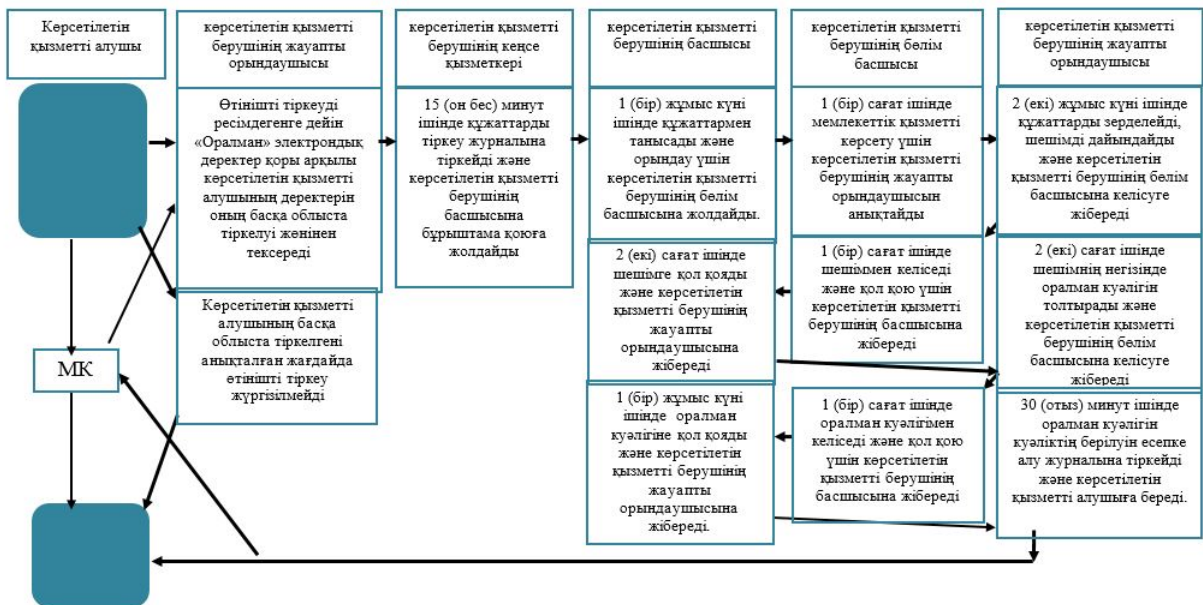 Көрсетілетін
қызметті алушы
көрсетілетін қызметті
берушінің жауапты
орындаушысы
көрсетілетін қызметті
берушінің кеңсе
қызметкері
көрсетілетін қызметті
берушінің басшысы
көрсетілетін қызметті
берушінің бөлім
басшысы
көрсетілетін қызметті
берушінің жауапты
орындаушысы
Өтінішті тіркеуді
ресімдегенге дейін
«Оралман» электрондық
деректер қоры арқылы
көрсетілетін қызметті
алушының деректерін
оның басқа облыста
тіркелуі жөнінен
тексереді
15 (он бес) минут
ішінде құжаттарды
тіркеу журналына
тіркейді және
көрсетілетін қызметті
берушінің
басшысына
бұрыштама қоюға
жолдайды
1 (бір) жұмыс күні
ішінде құжаттармен
танысады және
орындау үшін
көрсетілетін қызметті
берушінің бөлім
басшысына жолдайды.
1 (бір) сағат ішінде
мемлекеттік қызметті
көрсету үшін
көрсетілетін қызметті
берушінің жауапты
орындаушысын
анықтайды
2 (екі) жұмыс күні ішінде
құжаттарды зерделейді,
шешімді дайындайды
және көрсетілетін
қызметті берушінің бөлім
басшысына келісуге
жібереді
Көрсетілетін қызметті
алушының басқа
облыста тіркелгені
анықталған жағдайда
өтінішті тіркеу
жүргізілмейді
2 (екі) сағат ішінде
шешімге қол қояды
және көрсетілетін
қызметті берушінің
жауапты
орындаушысына
жібереді
1 (бір) сағат ішінде
шешіммен келіседі
және қол қою үшін
көрсетілетін қызметті
берушінің басшысына
жібереді
2 (екі) сағат ішінде
шешімнің негізінде
оралман куәлігін
толтырады және
көрсетілетін қызметті
берушінің бөлім
басшысына келісуге
жібереді
МК
1 (бір) жұмыс күні
ішінде оралман
куәлігіне қол қояды
және көрсетілетін
қызметті берушінің
жауапты
орындаушысына
жібереді.
1 (бір) сағат ішінде
оралман куәлігімен
келіседі және қол қою
үшін көрсетілетін
қызметті берушінің
басшысына жібереді
30 (отыз) минут ішінде
оралман куәлігін
куәліктің берілуін есепке
алу журналына тіркейді
және көрсетілетін
қызметті алушыға береді.